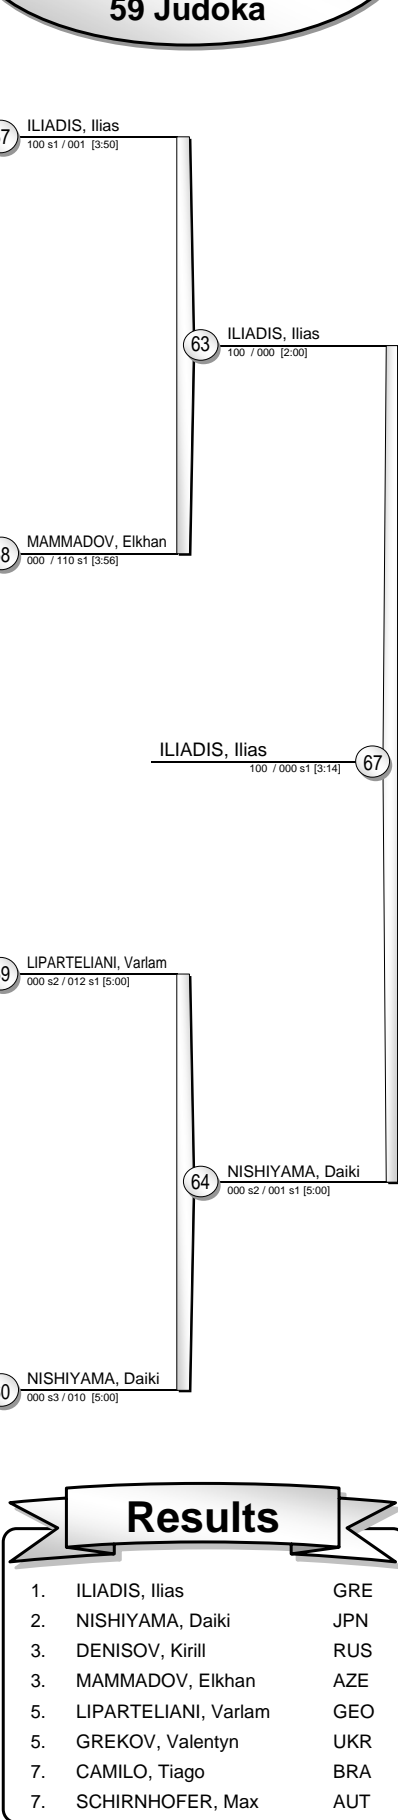 59 Judoka
7
ILIADIS, Ilias
100 s1 / 001 [3:50]
63
ILIADIS, Ilias
100 / 000 [2:00]
8
MAMMADOV, Elkhan
000 / 110 s1 [3:56]
ILIADIS, Ilias
100 / 000 s1 [3:14]
67
9
LIPARTELIANI, Varlam
000 s2 / 012 s1 [5:00]
64
NISHIYAMA, Daiki
000 s2 / 001 s1 [5:00]
0
NISHIYAMA, Daiki
000 s3 / 010 [5:00]
Results
1. ILIADIS, Ilias GRE
2. NISHIYAMA, Daiki JPN
3. DENISOV, Kirill RUS
3. MAMMADOV, Elkhan AZE
5. LIPARTELIANI, Varlam GEO
5. GREKOV, Valentyn UKR
7. CAMILO, Tiago BRA
7. SCHIRNHOFER, Max AUT